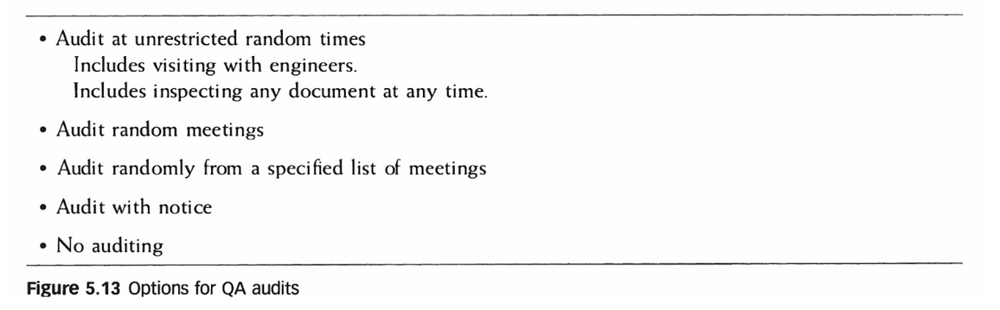 • Audit at unrestricted random times
Includes visiting with engineers.
Includes inspecting any document at any time.
• Audit random meetings
• Audit randomly from a specified list of meetings
• Audit with notice
• No auditing
Figure 5.13 Options for QA audits